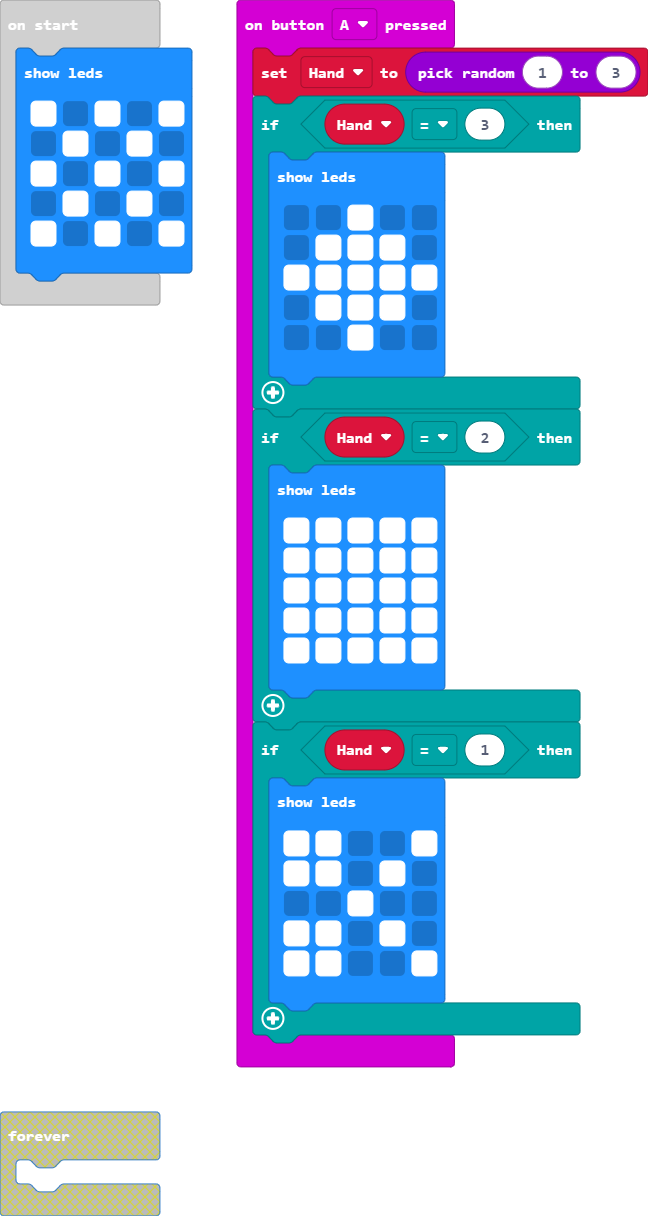 on start
show leds
on button A pressed
set Hand to pick random 1 to 3
if Hand = 3 then
show leds
if Hand = 2 then
show leds
if Hand = 1 then
show leds
forever